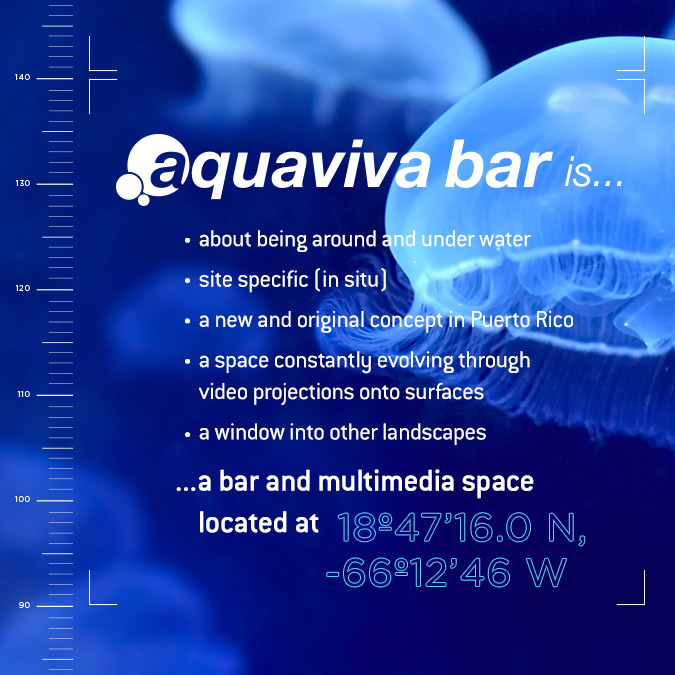 140
130
120
110
100
90
aquaviva bar is...
• about being around and under water
• site specific (in situ)
• a new and original concept in Puerto Rico
• a space constantly evolving through
video projections onto surfaces
• a window into other landscapes
...a bar and multimedia space
located at 18º47’16.0 N,
-66º12’46 W